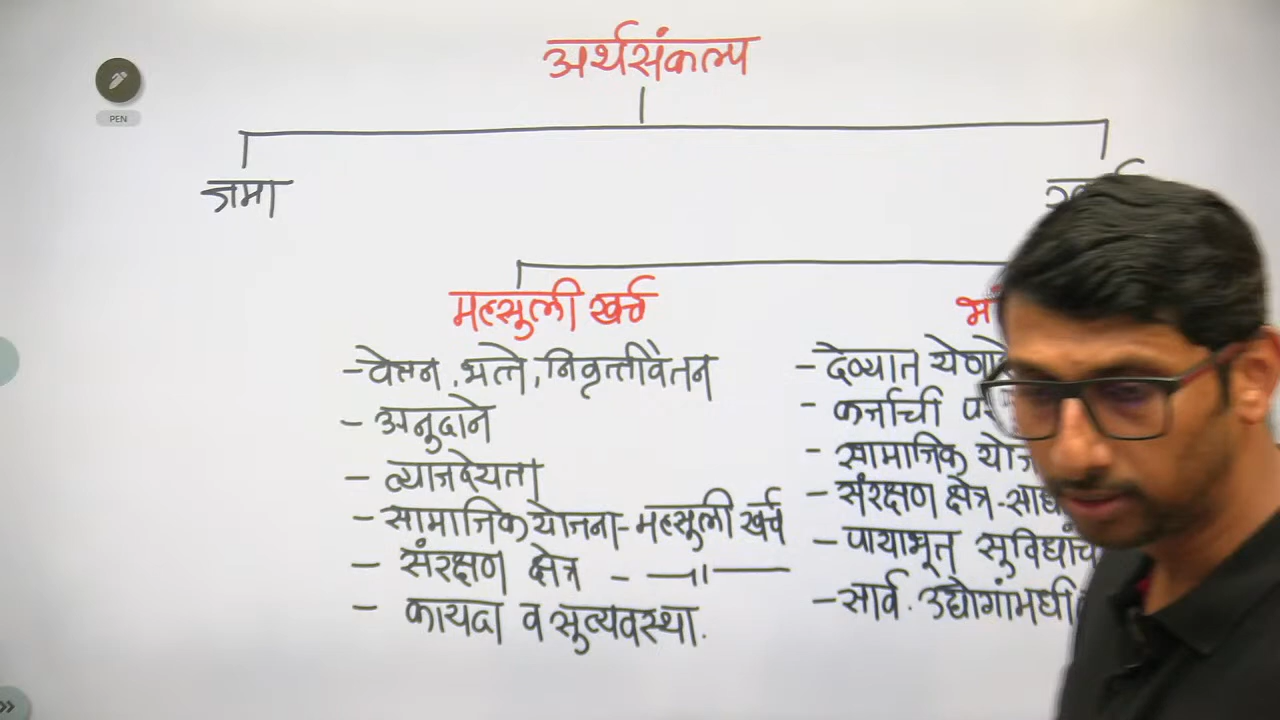 अर्थसंकल्प
PEN
जमा
महसुली खर्च
-वेतन, भत्ते, निवृत्तीवेतन
- अनुदाने
- व्याजदेयता
- सामाजिक योजना - महसुली खर्च
- संरक्षण क्षेत्र - —॥—
- कायदा व सुव्यवस्था.
- देण्यात
- कर्जाची
- सामाजिक
- संरक्षण क्षेत्र -
- पायाभूत
- सार्व. उद्योगांमधी